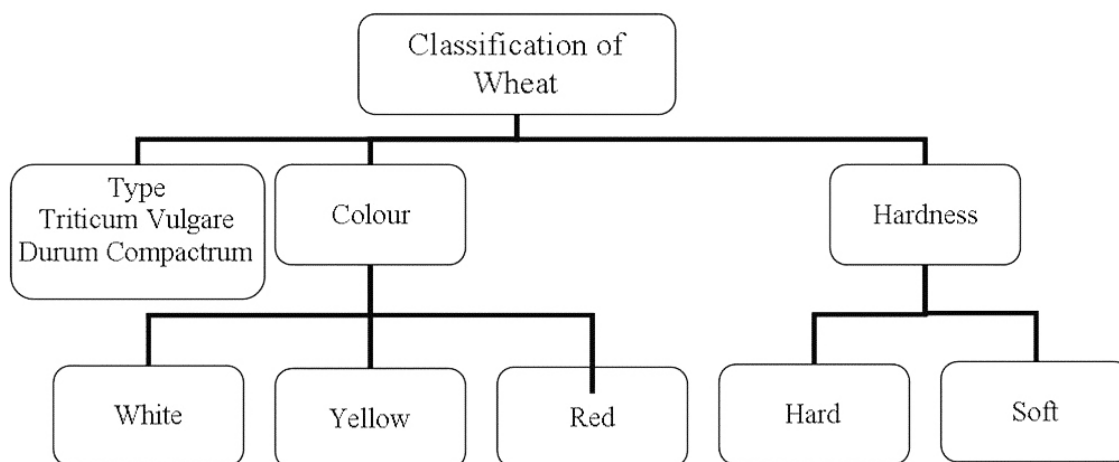 Classification of
Wheat
Type
Triticum Vulgare
Durum Compactrum
Colour
Hardness
White
Yellow
Red
Hard
Soft